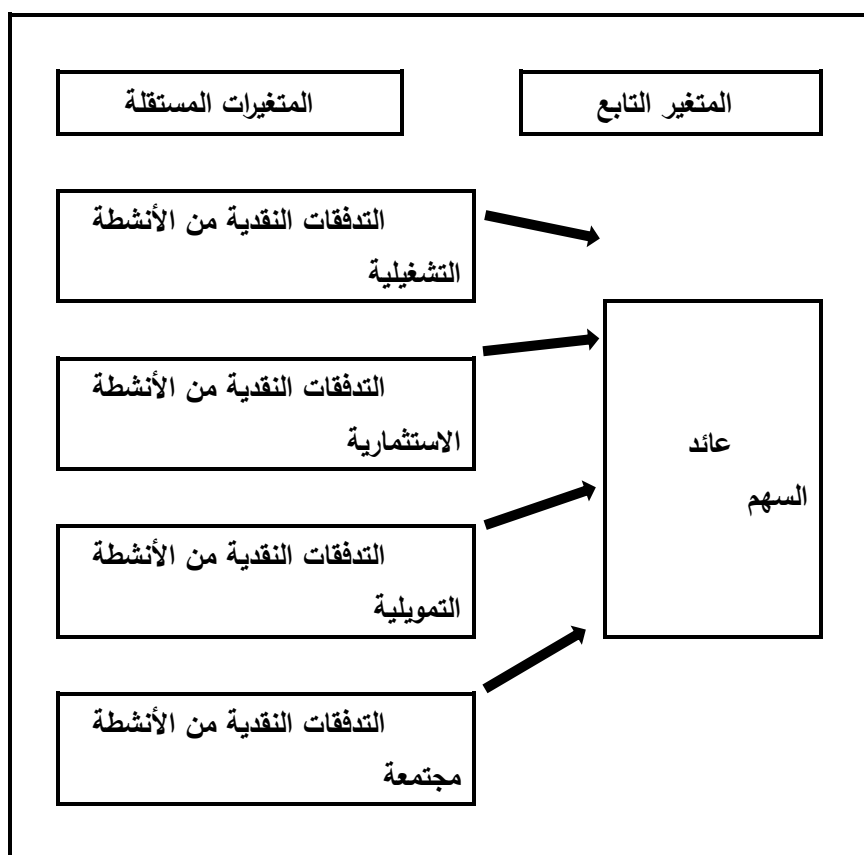 المتغيرات المستقلة
المتغير التابع
التدفقات النقدية من الأنشطة
التشغيلية
التدفقات النقدية من الأنشطة
الاستثمارية
التدفقات النقدية من الأنشطة
التمويلية
التدفقات النقدية من الأنشطة
مجتمعة
عائد
السهم